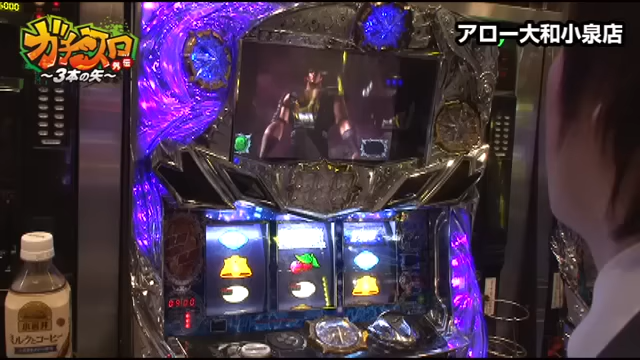 ガチスロ
外伝
～3本の矢～
アロー大和小泉店
ミルクとコーヒー